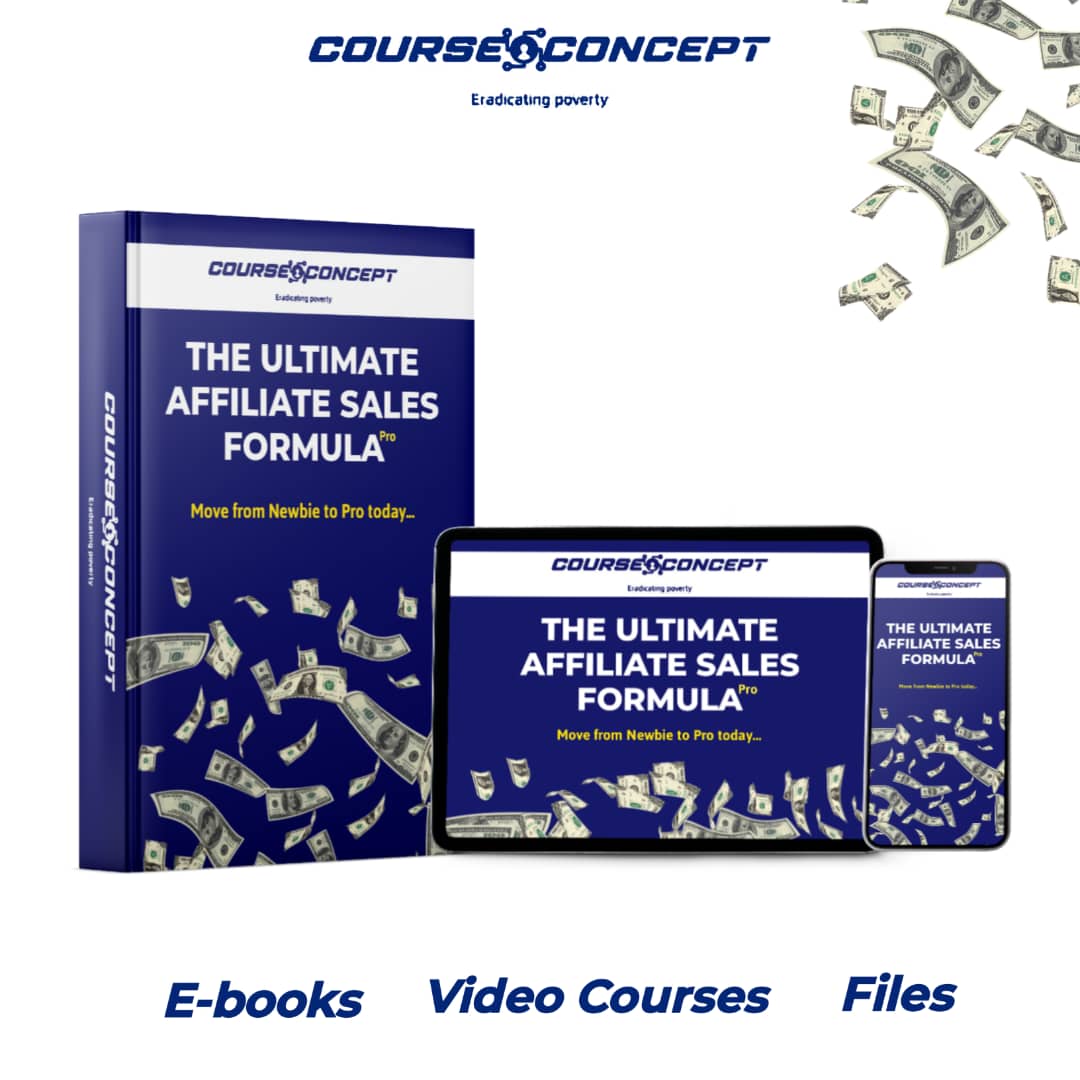 COURSE CONCEPT
Eradicating poverty
COURSE CONCEPT
Eradicating poverty
THE ULTIMATE
AFFILIATE SALES
FORMULA Pro
Move from Newbie to Pro today...
COURSE CONCEPT
Eradicating poverty
COURSE CONCEPT
Eradicating poverty
THE ULTIMATE
AFFILIATE SALES
FORMULA Pro
Move from Newbie to Pro today...
COURSE CONCEPT
Eradicating poverty
THE ULTIMATE
AFFILIATE SALES
FORMULA Pro
Move from Newbie to Pro today...
E-books Video Courses Files